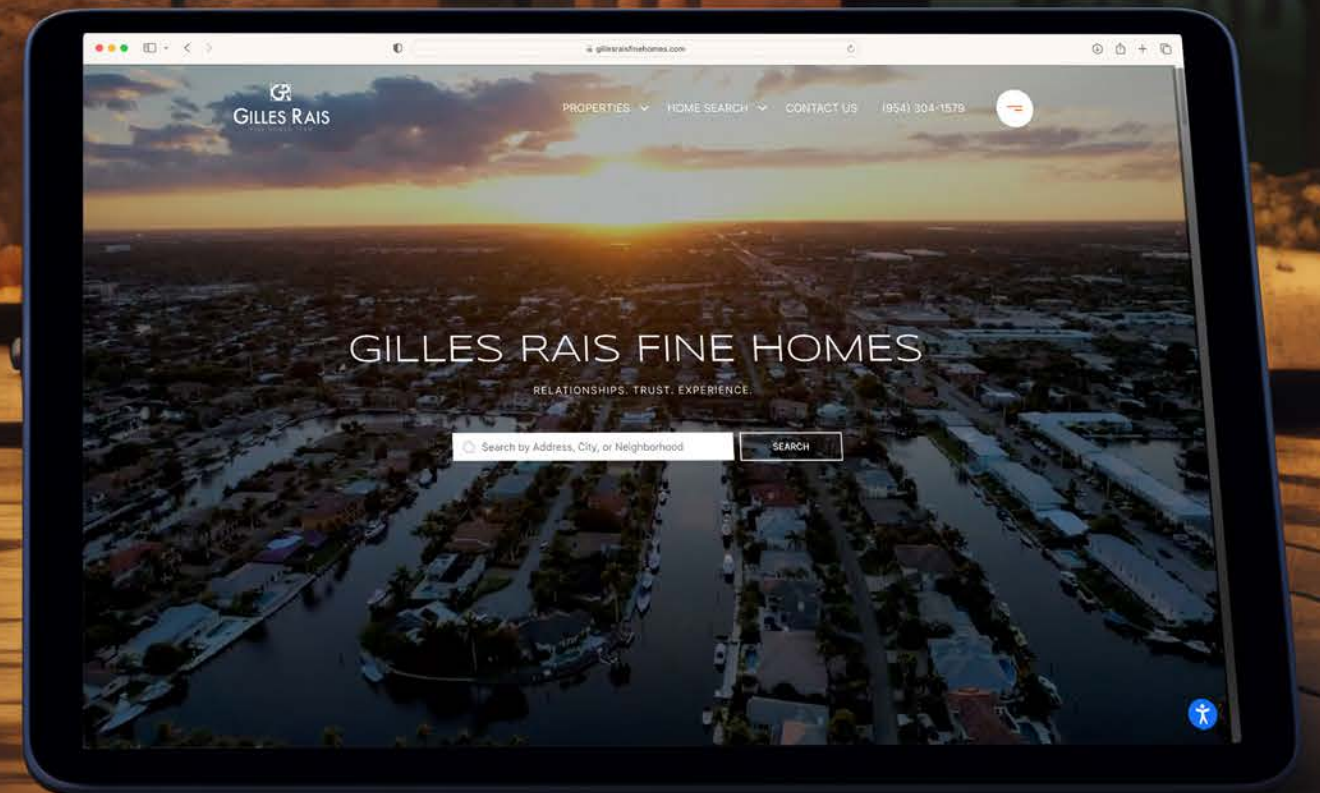 gillesraisfinehomes.com
GR
GILLES RAIS
PROPERTIES HOME SEARCH CONTACT US (954) 304-1579
GILLES RAIS FINE HOMES
RELATIONSHIPS. TRUST. EXPERIENCE.
Search by Address, City, or Neighborhood SEARCH